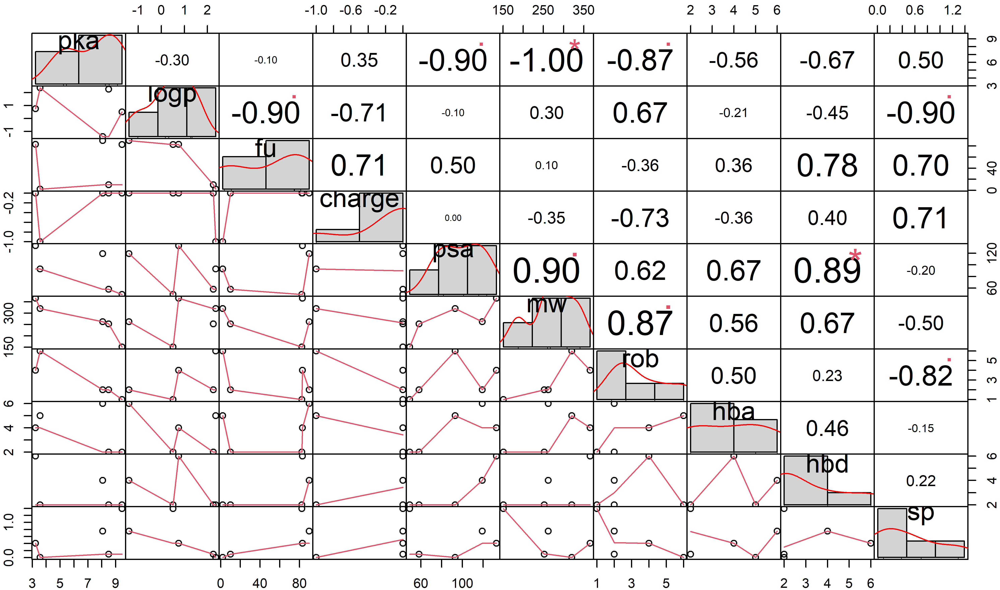 -1 0 1 2 -1.0 -0.6 -0.2 150 250 350 2 3 4 5 6 0.0 0.6 1.2
pka -0.30 -0.10 0.35 -0.90 . -1.00 * -0.87 . -0.56 -0.67 0.50 3 6 9
-1 1 logp -0.90 . -0.71 -0.10 0.30 0.67 -0.21 -0.45 -0.90 .
fu 0.71 0.50 0.10 -0.36 0.36 0.78 0.70 0 40
-1.0 -0.2 charge 0.00 -0.35 -0.73 -0.36 0.40 0.71
psa 0.90 . 0.62 0.67 0.89 * -0.20 60 120
150 300 mw 0.87 . 0.56 0.67 -0.50
rob 0.50 0.23 -0.82 . 1 3 5
2 4 6 hba 0.46 -0.15
hbd 0.22 2 4 6
0.0 1.0 sp
3 5 7 9 0 40 80 60 100 1 3 5 2 3 4 5 6